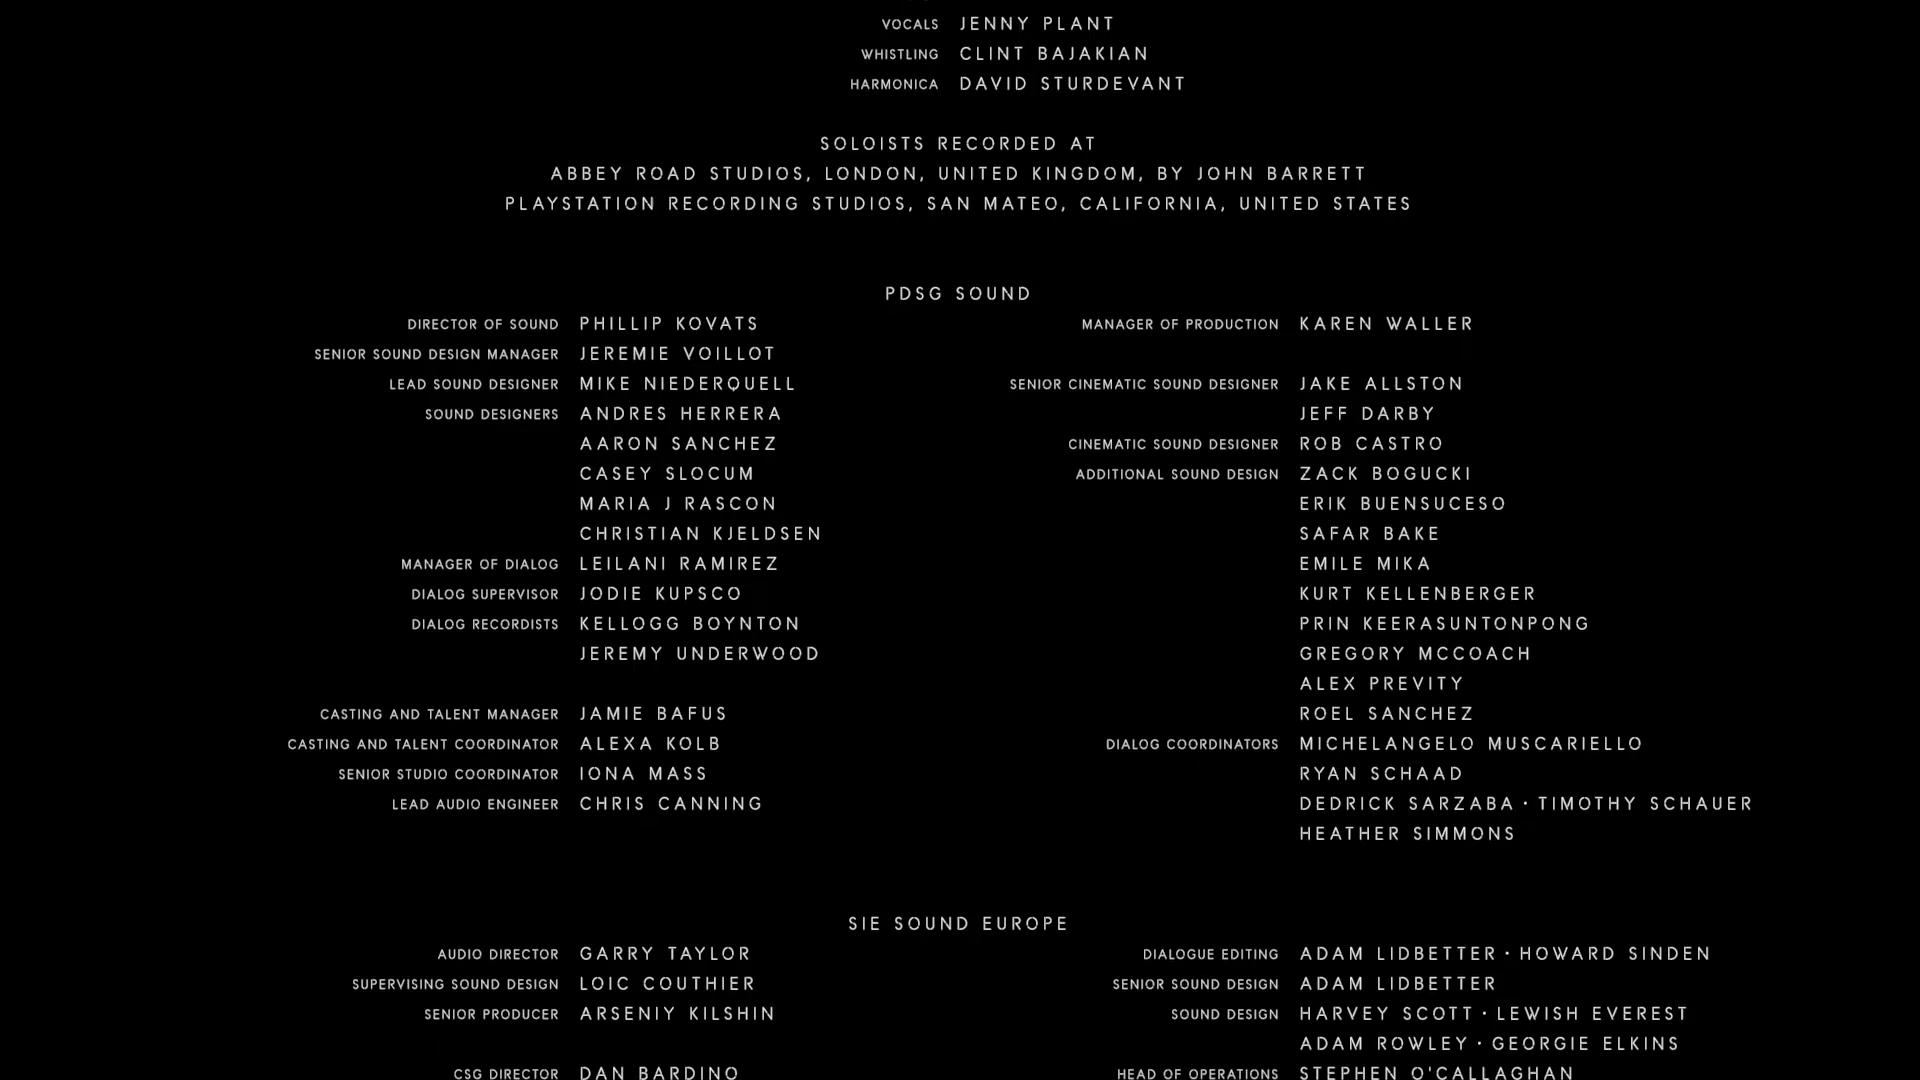 VOCALS JENNY PLANT
WHISTLING CLINT BAJAKIAN
HARMONICA DAVID STURDEVANT
SOLOISTS RECORDED AT
ABBEY ROAD STUDIOS, LONDON, UNITED KINGDOM, BY JOHN BARRETT
PLAYSTATION RECORDING STUDIOS, SAN MATEO, CALIFORNIA, UNITED STATES
PDSG SOUND
DIRECTOR OF SOUND PHILLIP KOVATS
SENIOR SOUND DESIGN MANAGER JEREMIE VOILLOT
LEAD SOUND DESIGNER MIKE NIEDERQUELL
SOUND DESIGNERS ANDRES HERRERA
AARON SANCHEZ
CASEY SLOCUM
MARIA J RASCON
CHRISTIAN KJELDSEN
MANAGER OF DIALOG LEILANI RAMIREZ
DIALOG SUPERVISOR JODIE KUPSCO
DIALOG RECORDISTS KELLOGG BOYNTON
JEREMY UNDERWOOD
CASTING AND TALENT MANAGER JAMIE BAFUS
CASTING AND TALENT COORDINATOR ALEXA KOLB
SENIOR STUDIO COORDINATOR IONA MASS
LEAD AUDIO ENGINEER CHRIS CANNING
MANAGER OF PRODUCTION KAREN WALLER
SENIOR CINEMATIC SOUND DESIGNER JAKE ALLSTON
JEFF DARBY
CINEMATIC SOUND DESIGNER ROB CASTRO
ADDITIONAL SOUND DESIGN ZACK BOGUCKI
ERIK BUENSUCESO
SAFAR BAKE
EMILE MIKA
KURT KELLENBERGER
PRIN KEERASUNTONPONG
GREGORY MCCOACH
ALEX PREVITY
ROEL SANCHEZ
DIALOG COORDINATORS MICHELANGELO MUSCARIELLO
RYAN SCHAAD
DEDRICK SARZABA · TIMOTHY SCHAUER
HEATHER SIMMONS
SIE SOUND EUROPE
AUDIO DIRECTOR GARRY TAYLOR
SUPERVISING SOUND DESIGN LOIC COUTHIER
SENIOR PRODUCER ARSENIY KILSHIN
CSG DIRECTOR DAN BARDINO
DIALOGUE EDITING ADAM LIDBETTER · HOWARD SINDEN
SENIOR SOUND DESIGN ADAM LIDBETTER
SOUND DESIGN HARVEY SCOTT · LEWISH EVEREST
ADAM ROWLEY · GEORGIE ELKINS
HEAD OF OPERATIONS STEPHEN O'CALLAGHAN